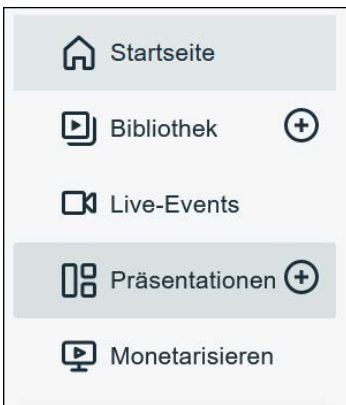 Startseite
Bibliothek
Live-Events
Präsentationen
Monetarisieren